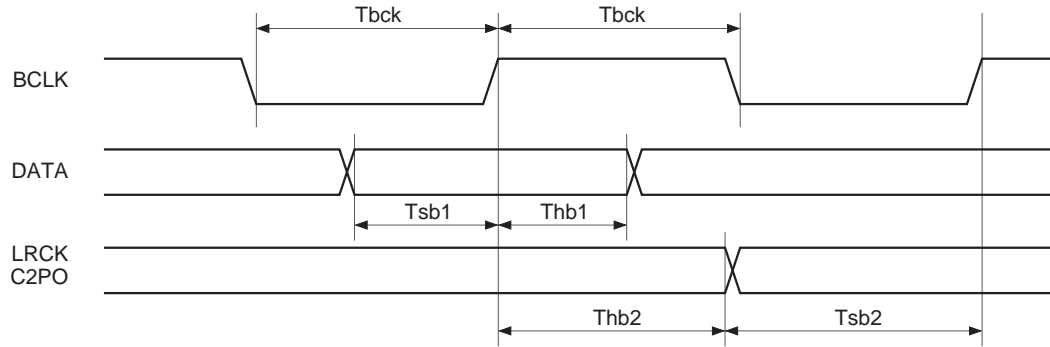 Tbck Tbck
BCLK
DATA
Tsb1 Thb1
LRCK
C2PO
Thb2 Tsb2